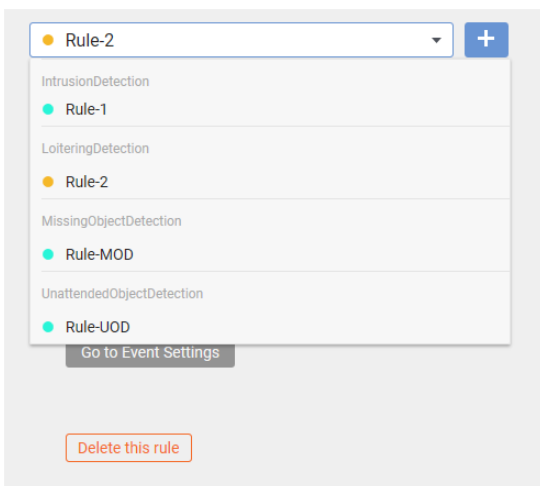 Rule-2
+
IntrusionDetection
Rule-1
LoiteringDetection
Rule-2
MissingObjectDetection
Rule-MOD
UnattendedObjectDetection
Rule-UOD
Go to Event Settings
Delete this rule